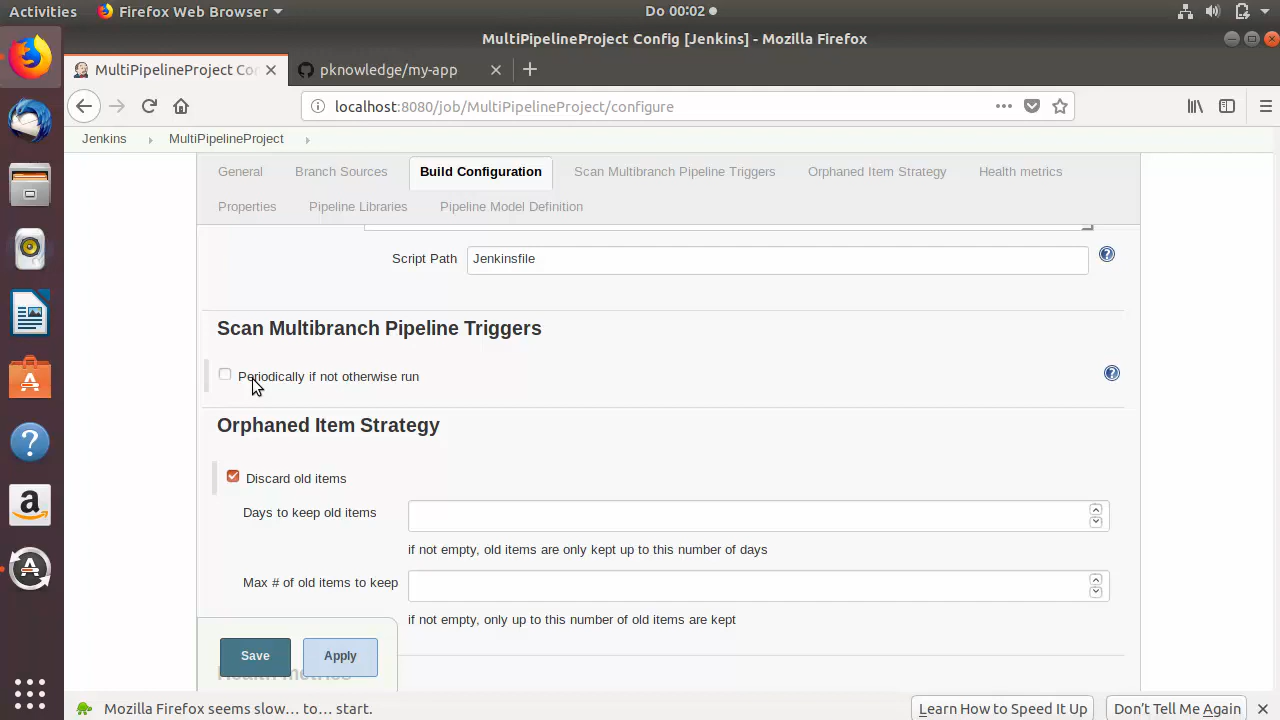 Activities
Firefox Web Browser
Do 00:02
MultiPipelineProject Config [Jenkins] - Mozilla Firefox
MultiPipelineProject Con
pknowledge/my-app
localhost:8080/job/MultiPipelineProject/configure
Jenkins
MultiPipelineProject
General
Branch Sources
Build Configuration
Scan Multibranch Pipeline Triggers
Orphaned Item Strategy
Health metrics
Properties
Pipeline Libraries
Pipeline Model Definition
Script Path
Jenkinsfile
Scan Multibranch Pipeline Triggers
Periodically if not otherwise run
Orphaned Item Strategy
Discard old items
Days to keep old items
if not empty, old items are only kept up to this number of days
Max # of old items to keep
if not empty, only up to this number of old items are kept
Save
Apply
Health metrics
Mozilla Firefox seems slow… to… start.
Learn How to Speed It Up
Don't Tell Me Again